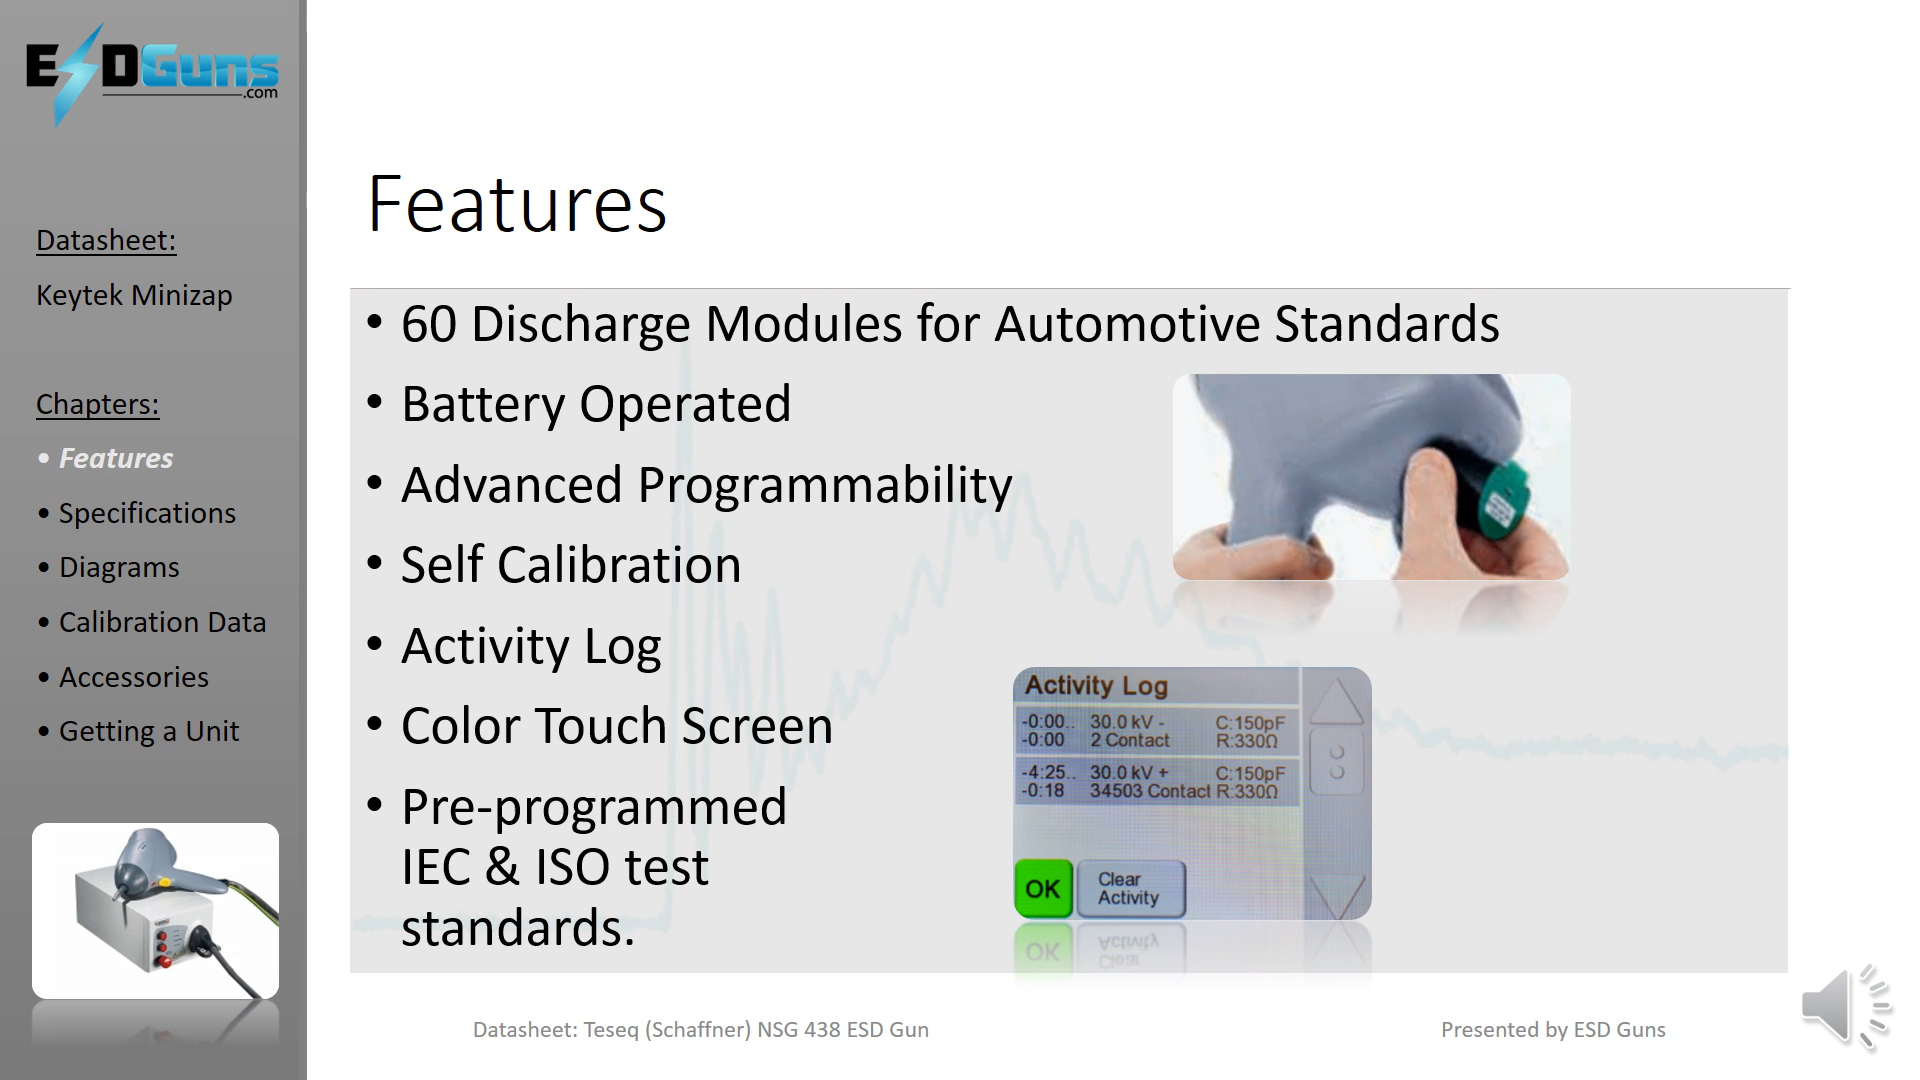 ESDGuns
.com
Datasheet:
Keytek Minizap
Chapters:
• Features
• Specifications
• Diagrams
• Calibration Data
• Accessories
• Getting a Unit
Features
• 60 Discharge Modules for Automotive Standards
• Battery Operated
• Advanced Programmability
• Self Calibration
• Activity Log
• Color Touch Screen
• Pre-programmed
IEC & ISO test
standards.
Activity Log
-0:00.. 30.0 kV - C:150pF
-0:00 2 Contact R:330Ω
-4:25.. 30.0 kV + C:150pF
-0:18 34503 Contact R:330Ω
OK
Clear
Activity
Datasheet: Teseq (Schaffner) NSG 438 ESD Gun
Presented by ESD Guns